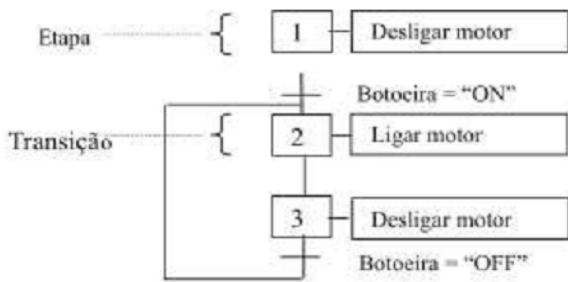 Etapa
1
Desligar motor
Botoeira = “ON”
Transição
2
Ligar motor
3
Desligar motor
Botoeira = “OFF”